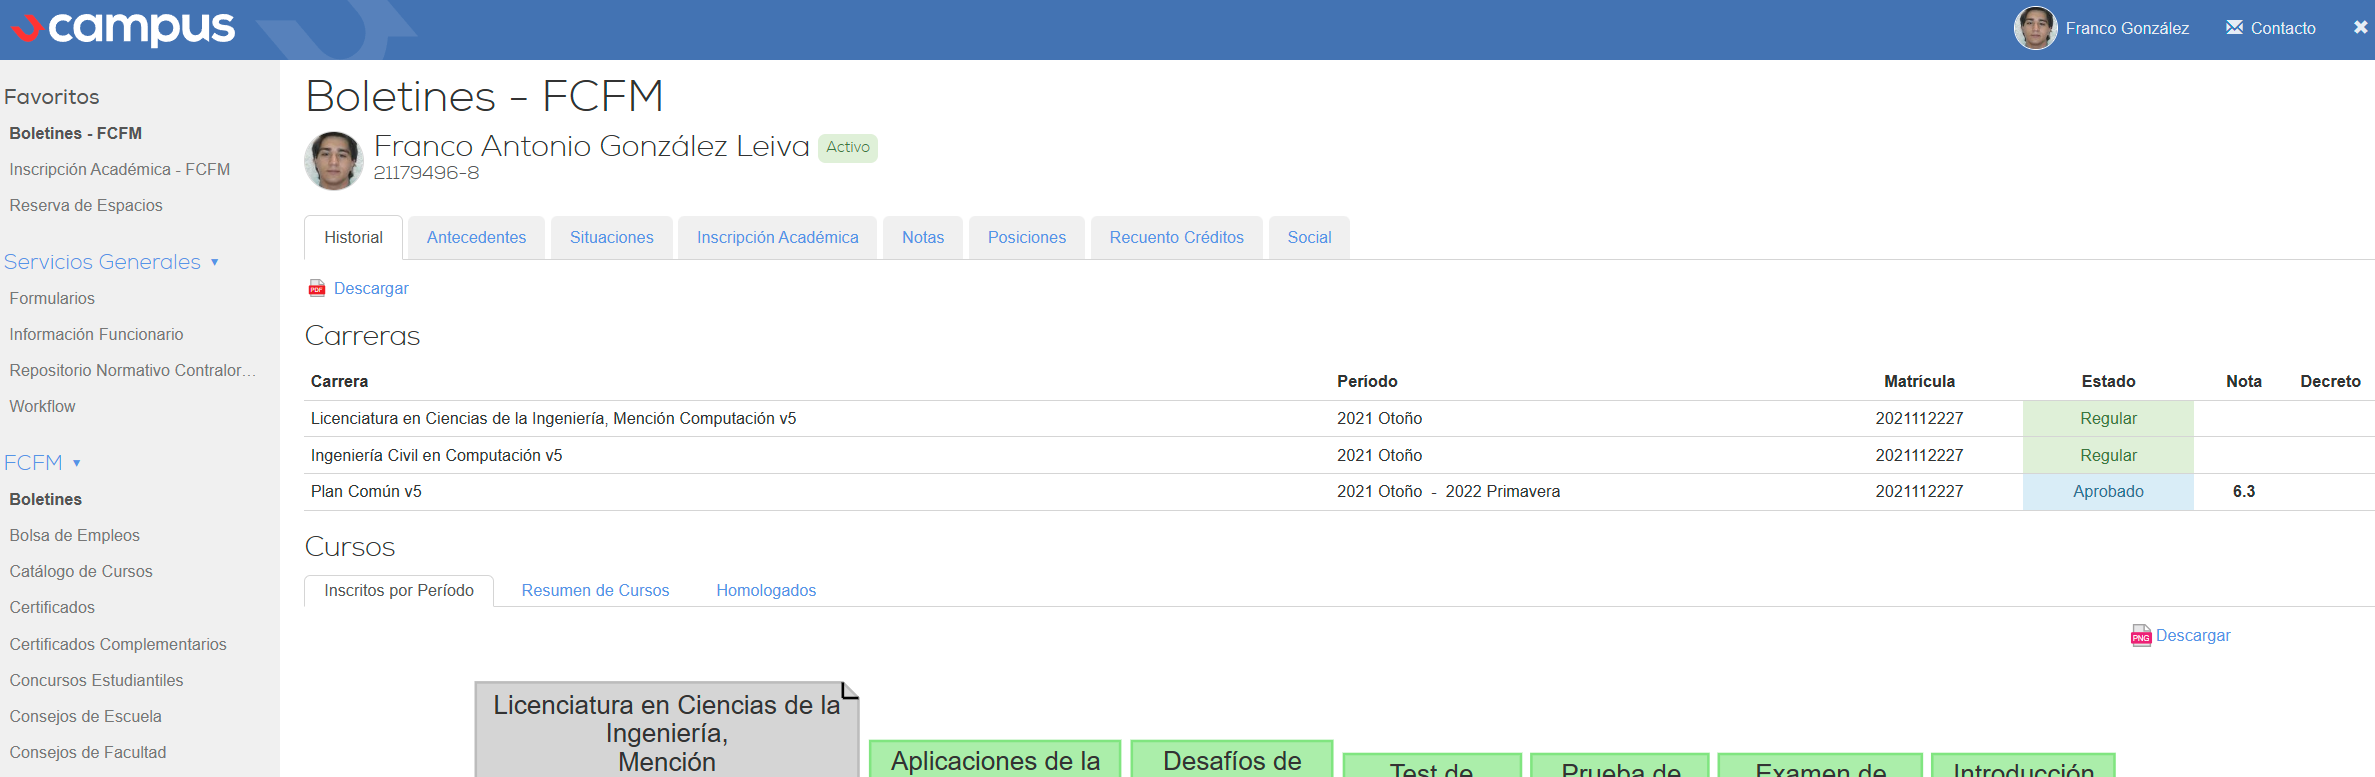 campus
Franco González
Contacto
Favoritos
Boletines - FCFM
Inscripción Académica - FCFM
Reserva de Espacios
Servicios Generales
Formularios
Información Funcionario
Repositorio Normativo Contralor...
Workflow
FCFM
Boletines
Bolsa de Empleos
Catálogo de Cursos
Certificados
Certificados Complementarios
Concursos Estudiantiles
Consejos de Escuela
Consejos de Facultad
Boletines - FCFM
Franco Antonio González Leiva Activo
21179496-8
Historial Antecedentes Situaciones Inscripción Académica Notas Posiciones Recuento Créditos Social
PDF Descargar
Carreras
Carrera Período Matrícula Estado Nota Decreto
Licenciatura en Ciencias de la Ingeniería, Mención Computación v5 2021 Otoño 2021112227 Regular
Ingeniería Civil en Computación v5 2021 Otoño 2021112227 Regular
Plan Común v5 2021 Otoño - 2022 Primavera 2021112227 Aprobado 6.3
Cursos
Inscritos por Período Resumen de Cursos Homologados
PNG Descargar
Licenciatura en Ciencias de la
Ingeniería,
Mención
Aplicaciones de la
Desafíos de
Test de
Prueba de
Examen de
Introducción